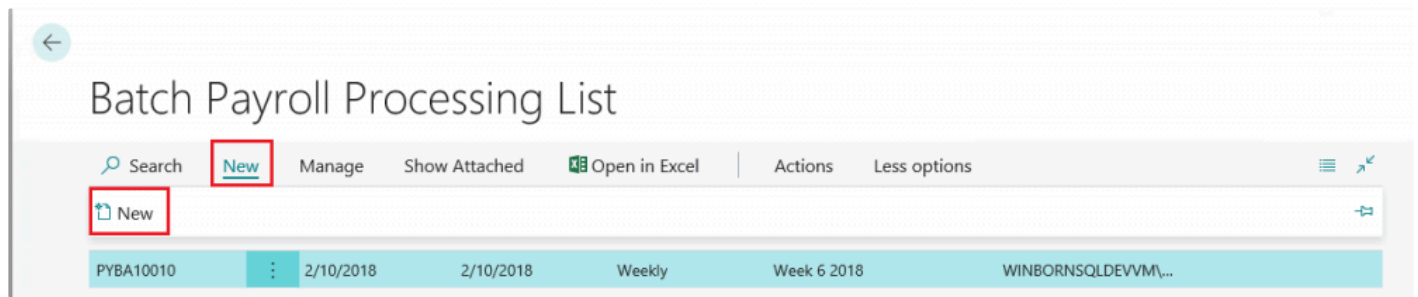 Batch Payroll Processing List
Search New Manage Show Attached Open in Excel Actions Less options
New
PYBA10010 2/10/2018 2/10/2018 Weekly Week 6 2018 WINBORNSQLDEVVM\...